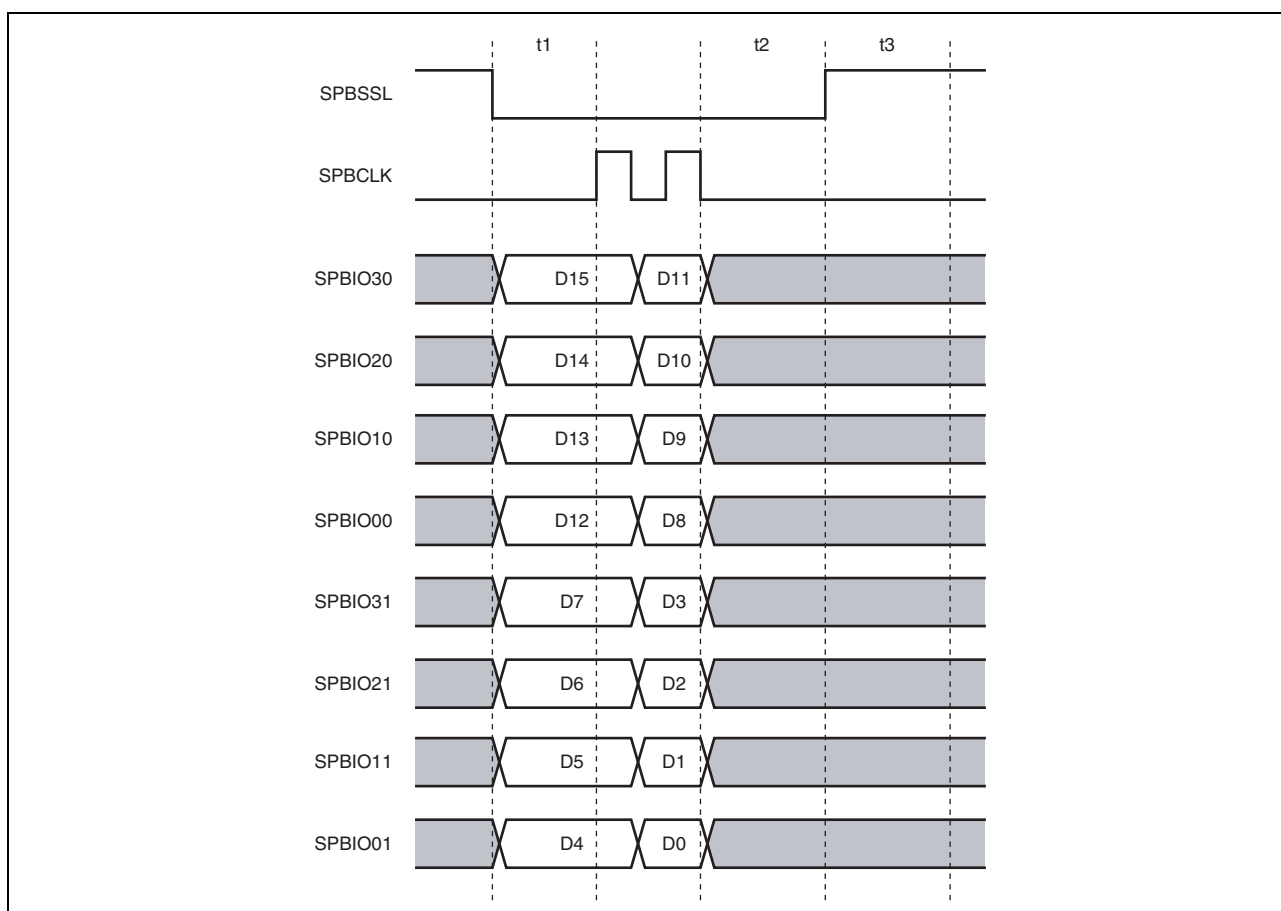 t1 t2 t3
SPBSSL
SPBCLK
SPBIO30 D15 D11
SPBIO20 D14 D10
SPBIO10 D13 D9
SPBIO00 D12 D8
SPBIO31 D7 D3
SPBIO21 D6 D2
SPBIO11 D5 D1
SPBIO01 D4 D0